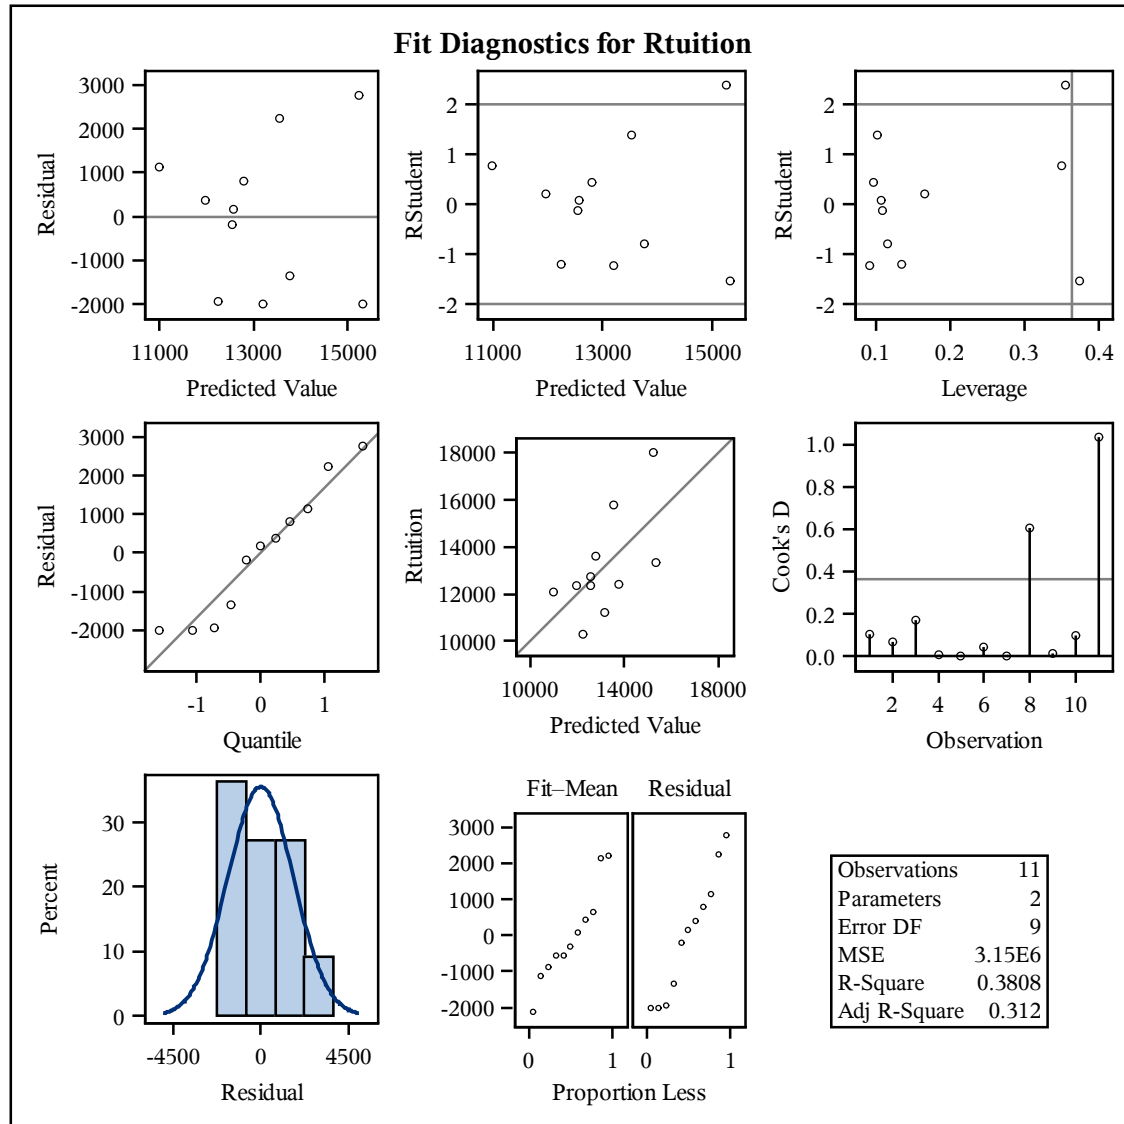 Fit Diagnostics for Rtuition
3000
2000
1000
0
-1000
-2000
Residual
11000 13000 15000
Predicted Value
2
1
0
-1
-2
RStudent
11000 13000 15000
Predicted Value
2
1
0
-1
-2
RStudent
0.1 0.2 0.3 0.4
Leverage
3000
2000
1000
0
-1000
-2000
Residual
-1 0 1
Quantile
18000
16000
14000
12000
10000
Rtuition
10000 14000 18000
Predicted Value
1.0
0.8
0.6
0.4
0.2
0.0
Cook's D
2 4 6 8 10
Observation
30
20
10
0
Percent
-4500 0 4500
Residual
Fit–Mean Residual
3000
2000
1000
0
-1000
-2000
0 1 0 1
Proportion Less
Observations 11
Parameters 2
Error DF 9
MSE 3.15E6
R-Square 0.3808
Adj R-Square 0.312